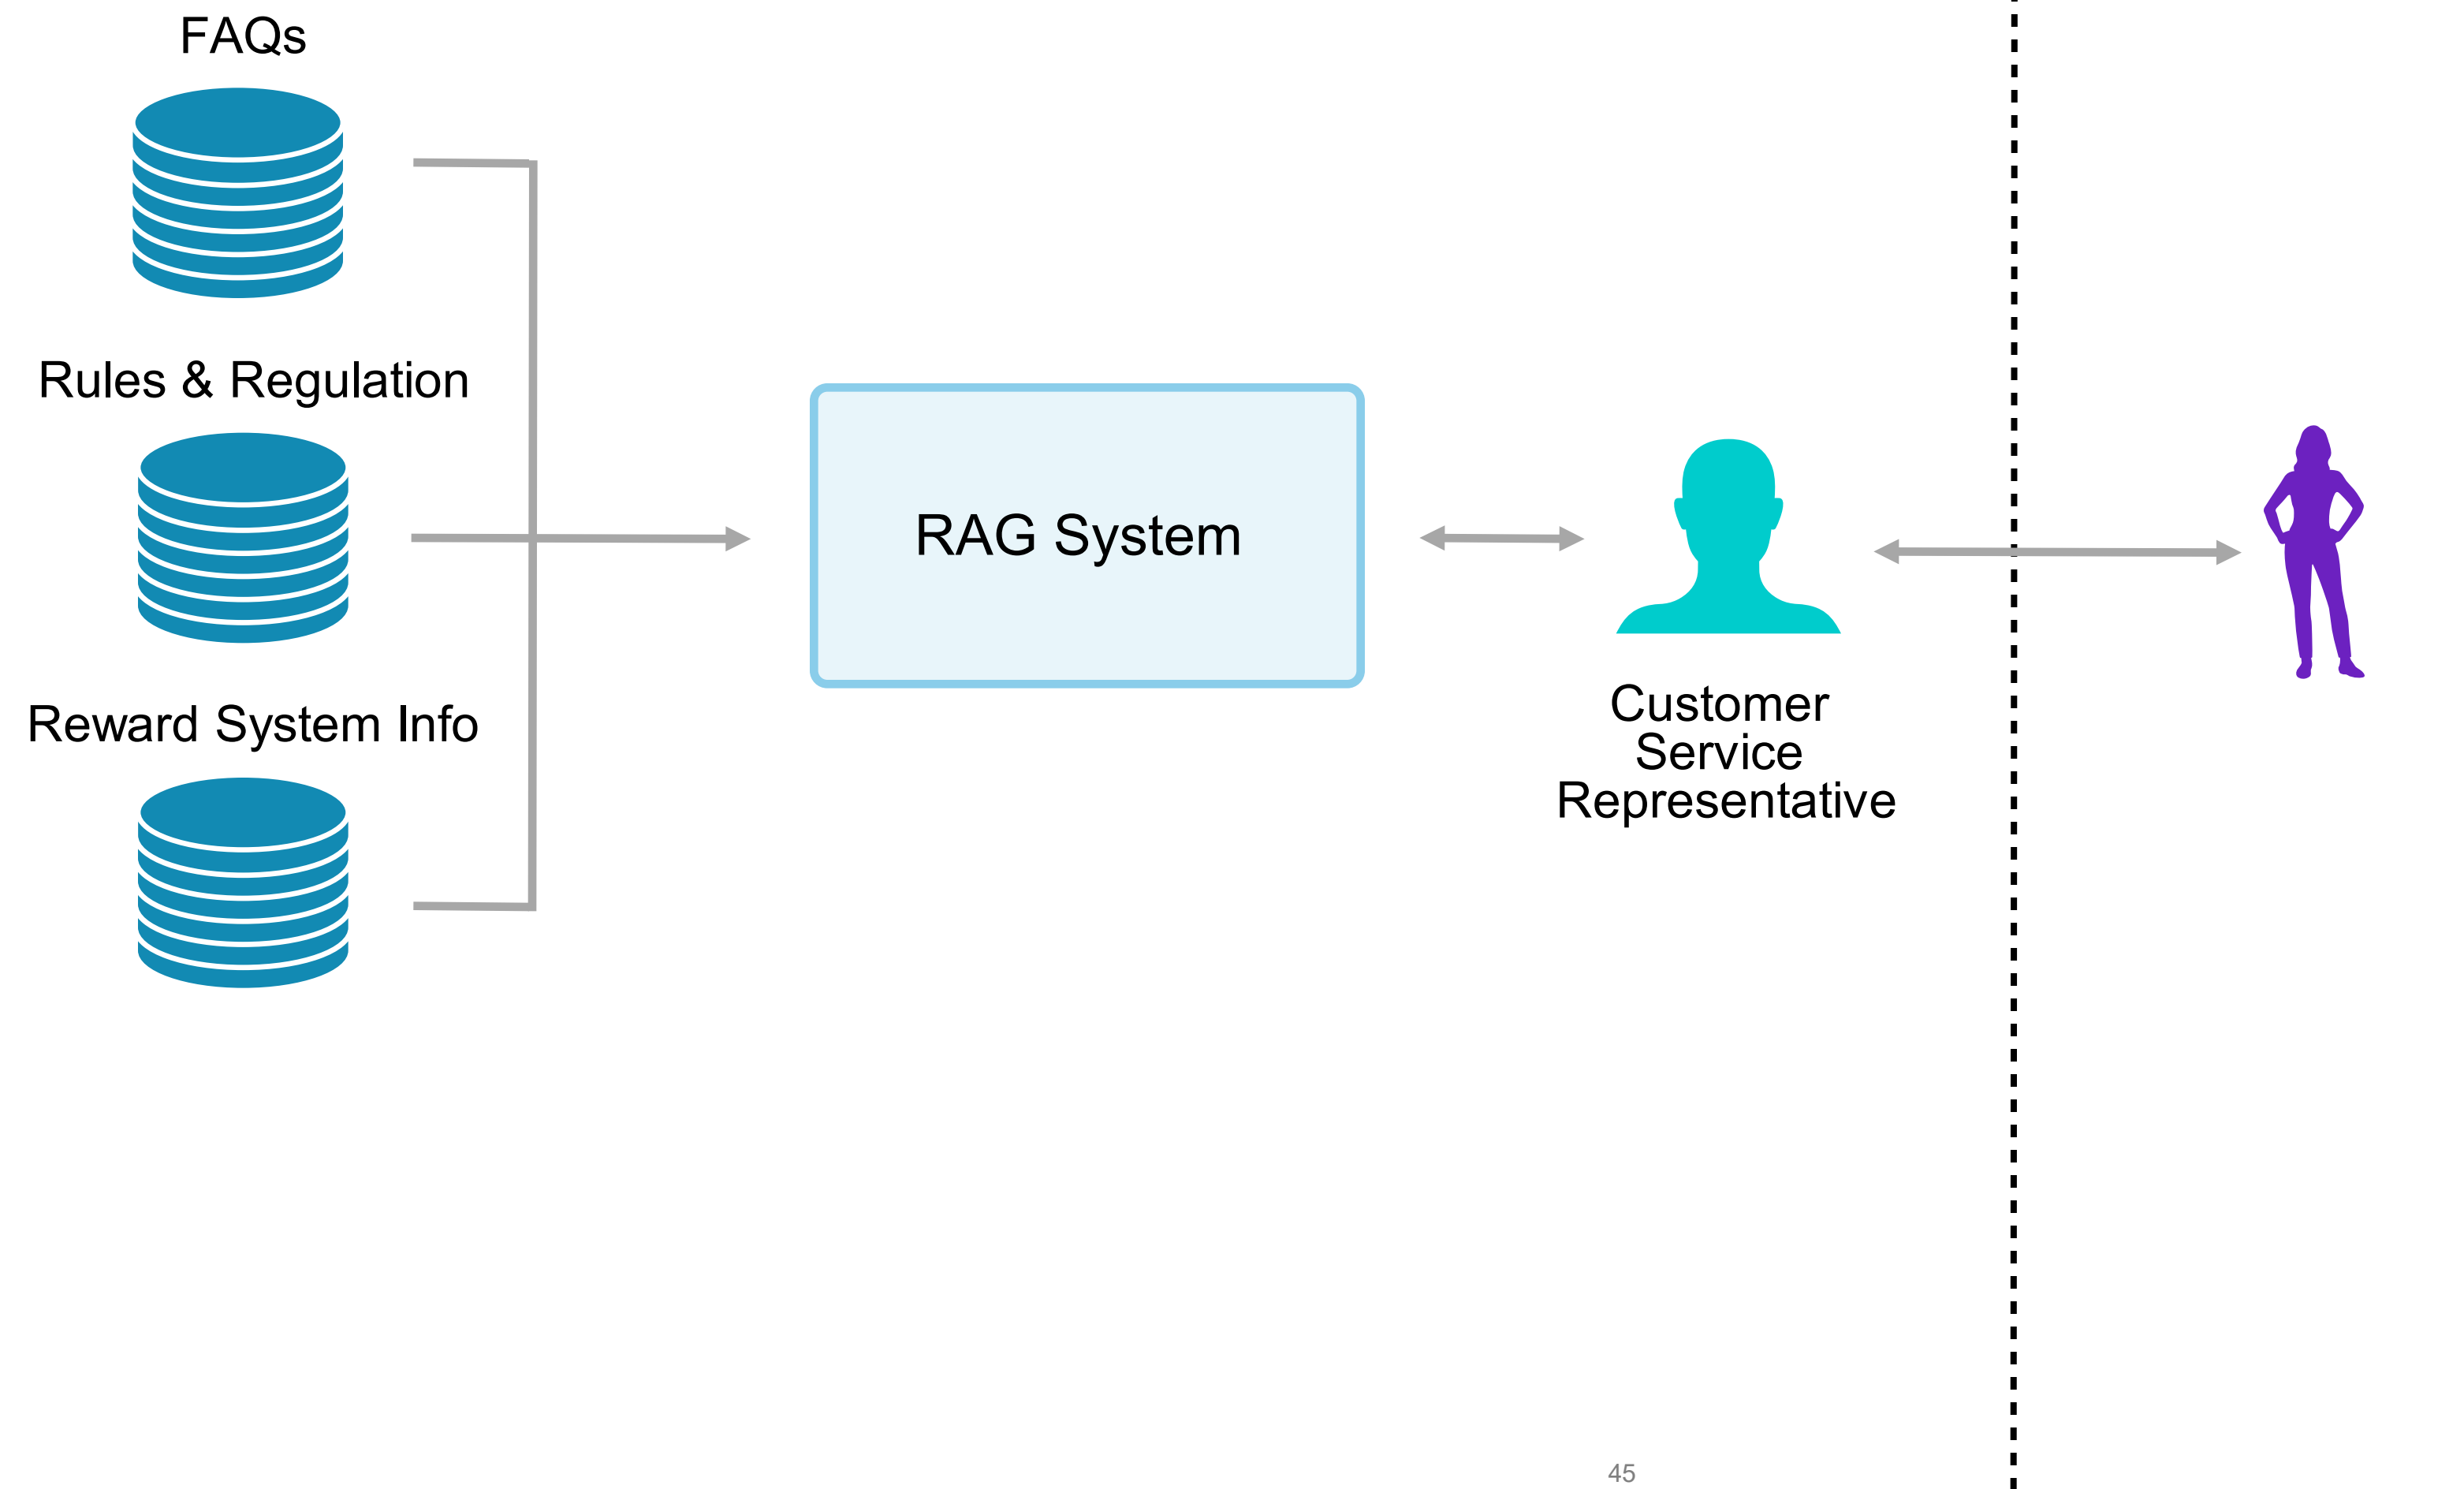 FAQs
Rules & Regulation
RAG System
Customer
Service
Representative
Reward System Info
45